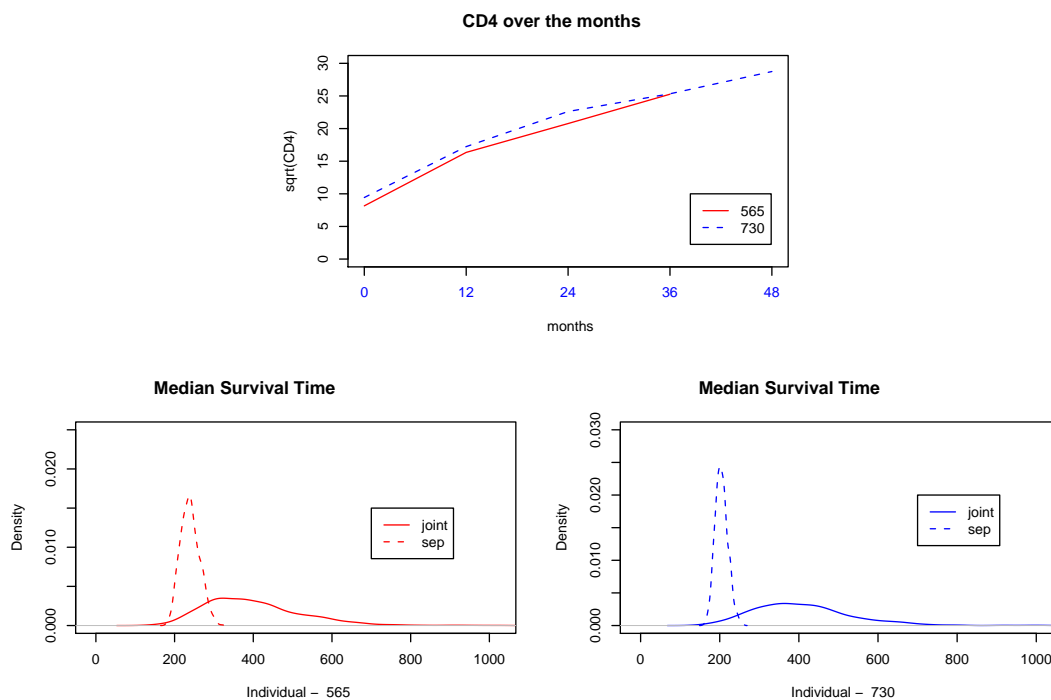 CD4 over the months
sqrt(CD4)
30
25
20
15
10
5
0
565
730
0 12 24 36 48
months
Median Survival Time
Density
0.020
0.010
0.000
joint
sep
0 200 400 600 800 1000
Individual − 565
Median Survival Time
Density
0.030
0.020
0.010
0.000
joint
sep
0 200 400 600 800 1000
Individual − 730